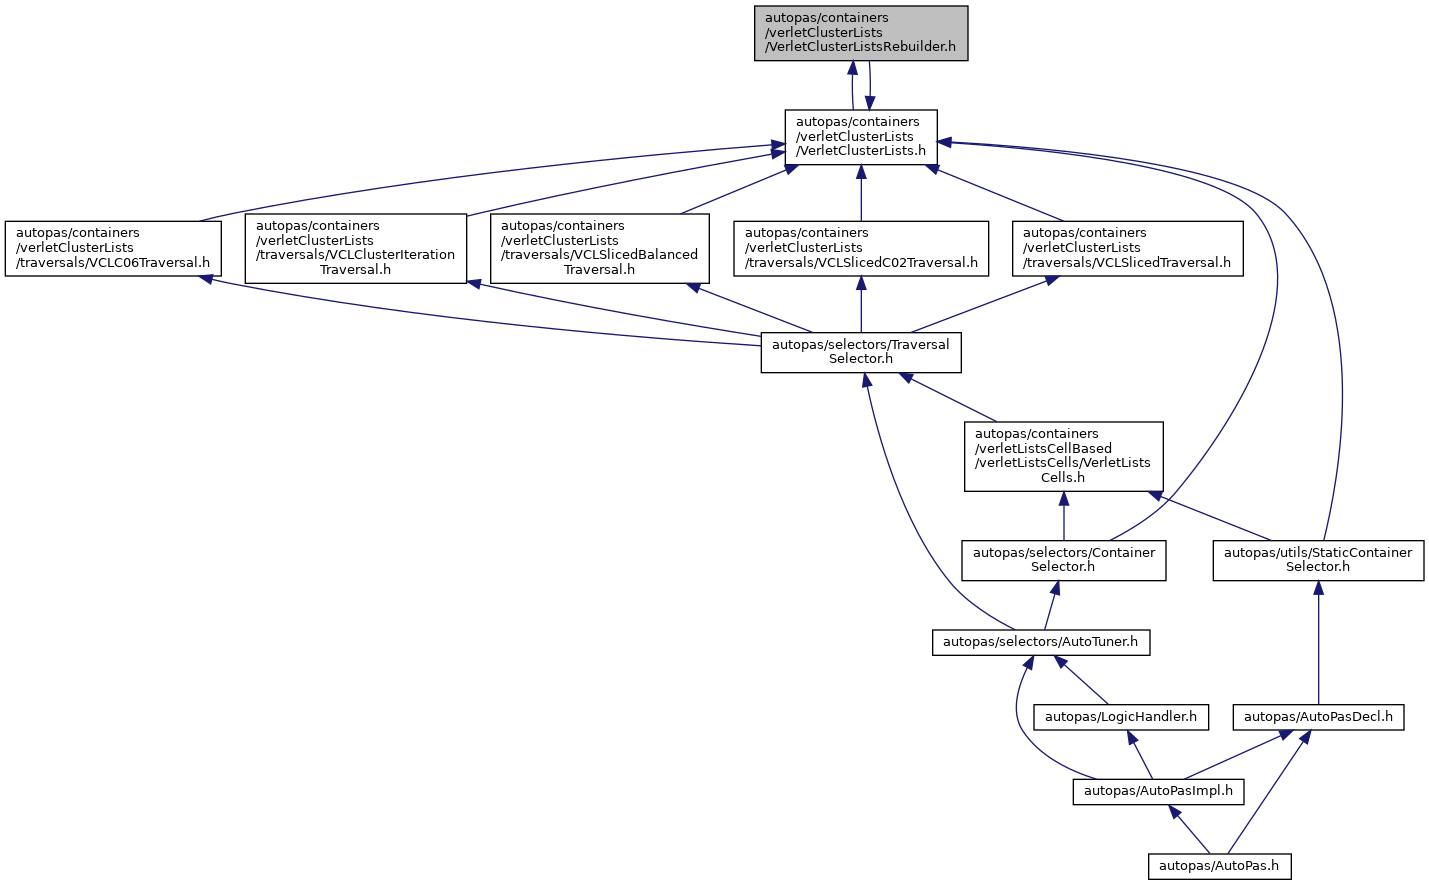 autopas/containers
/verletClusterLists
/VerletClusterListsRebuilder.h
autopas/containers
/verletClusterLists
/VerletClusterLists.h
autopas/containers
/verletClusterLists
/traversals/VCLC06Traversal.h
autopas/containers
/verletClusterLists
/traversals/VCLClusterIteration
Traversal.h
autopas/containers
/verletClusterLists
/traversals/VCLSlicedBalanced
Traversal.h
autopas/containers
/verletClusterLists
/traversals/VCLSlicedC02Traversal.h
autopas/containers
/verletClusterLists
/traversals/VCLSlicedTraversal.h
autopas/selectors/Traversal
Selector.h
autopas/containers
/verletListsCellBased
/verletListsCells/VerletLists
Cells.h
autopas/selectors/Container
Selector.h
autopas/utils/StaticContainer
Selector.h
autopas/selectors/AutoTuner.h
autopas/LogicHandler.h
autopas/AutoPasDecl.h
autopas/AutoPasImpl.h
autopas/AutoPas.h